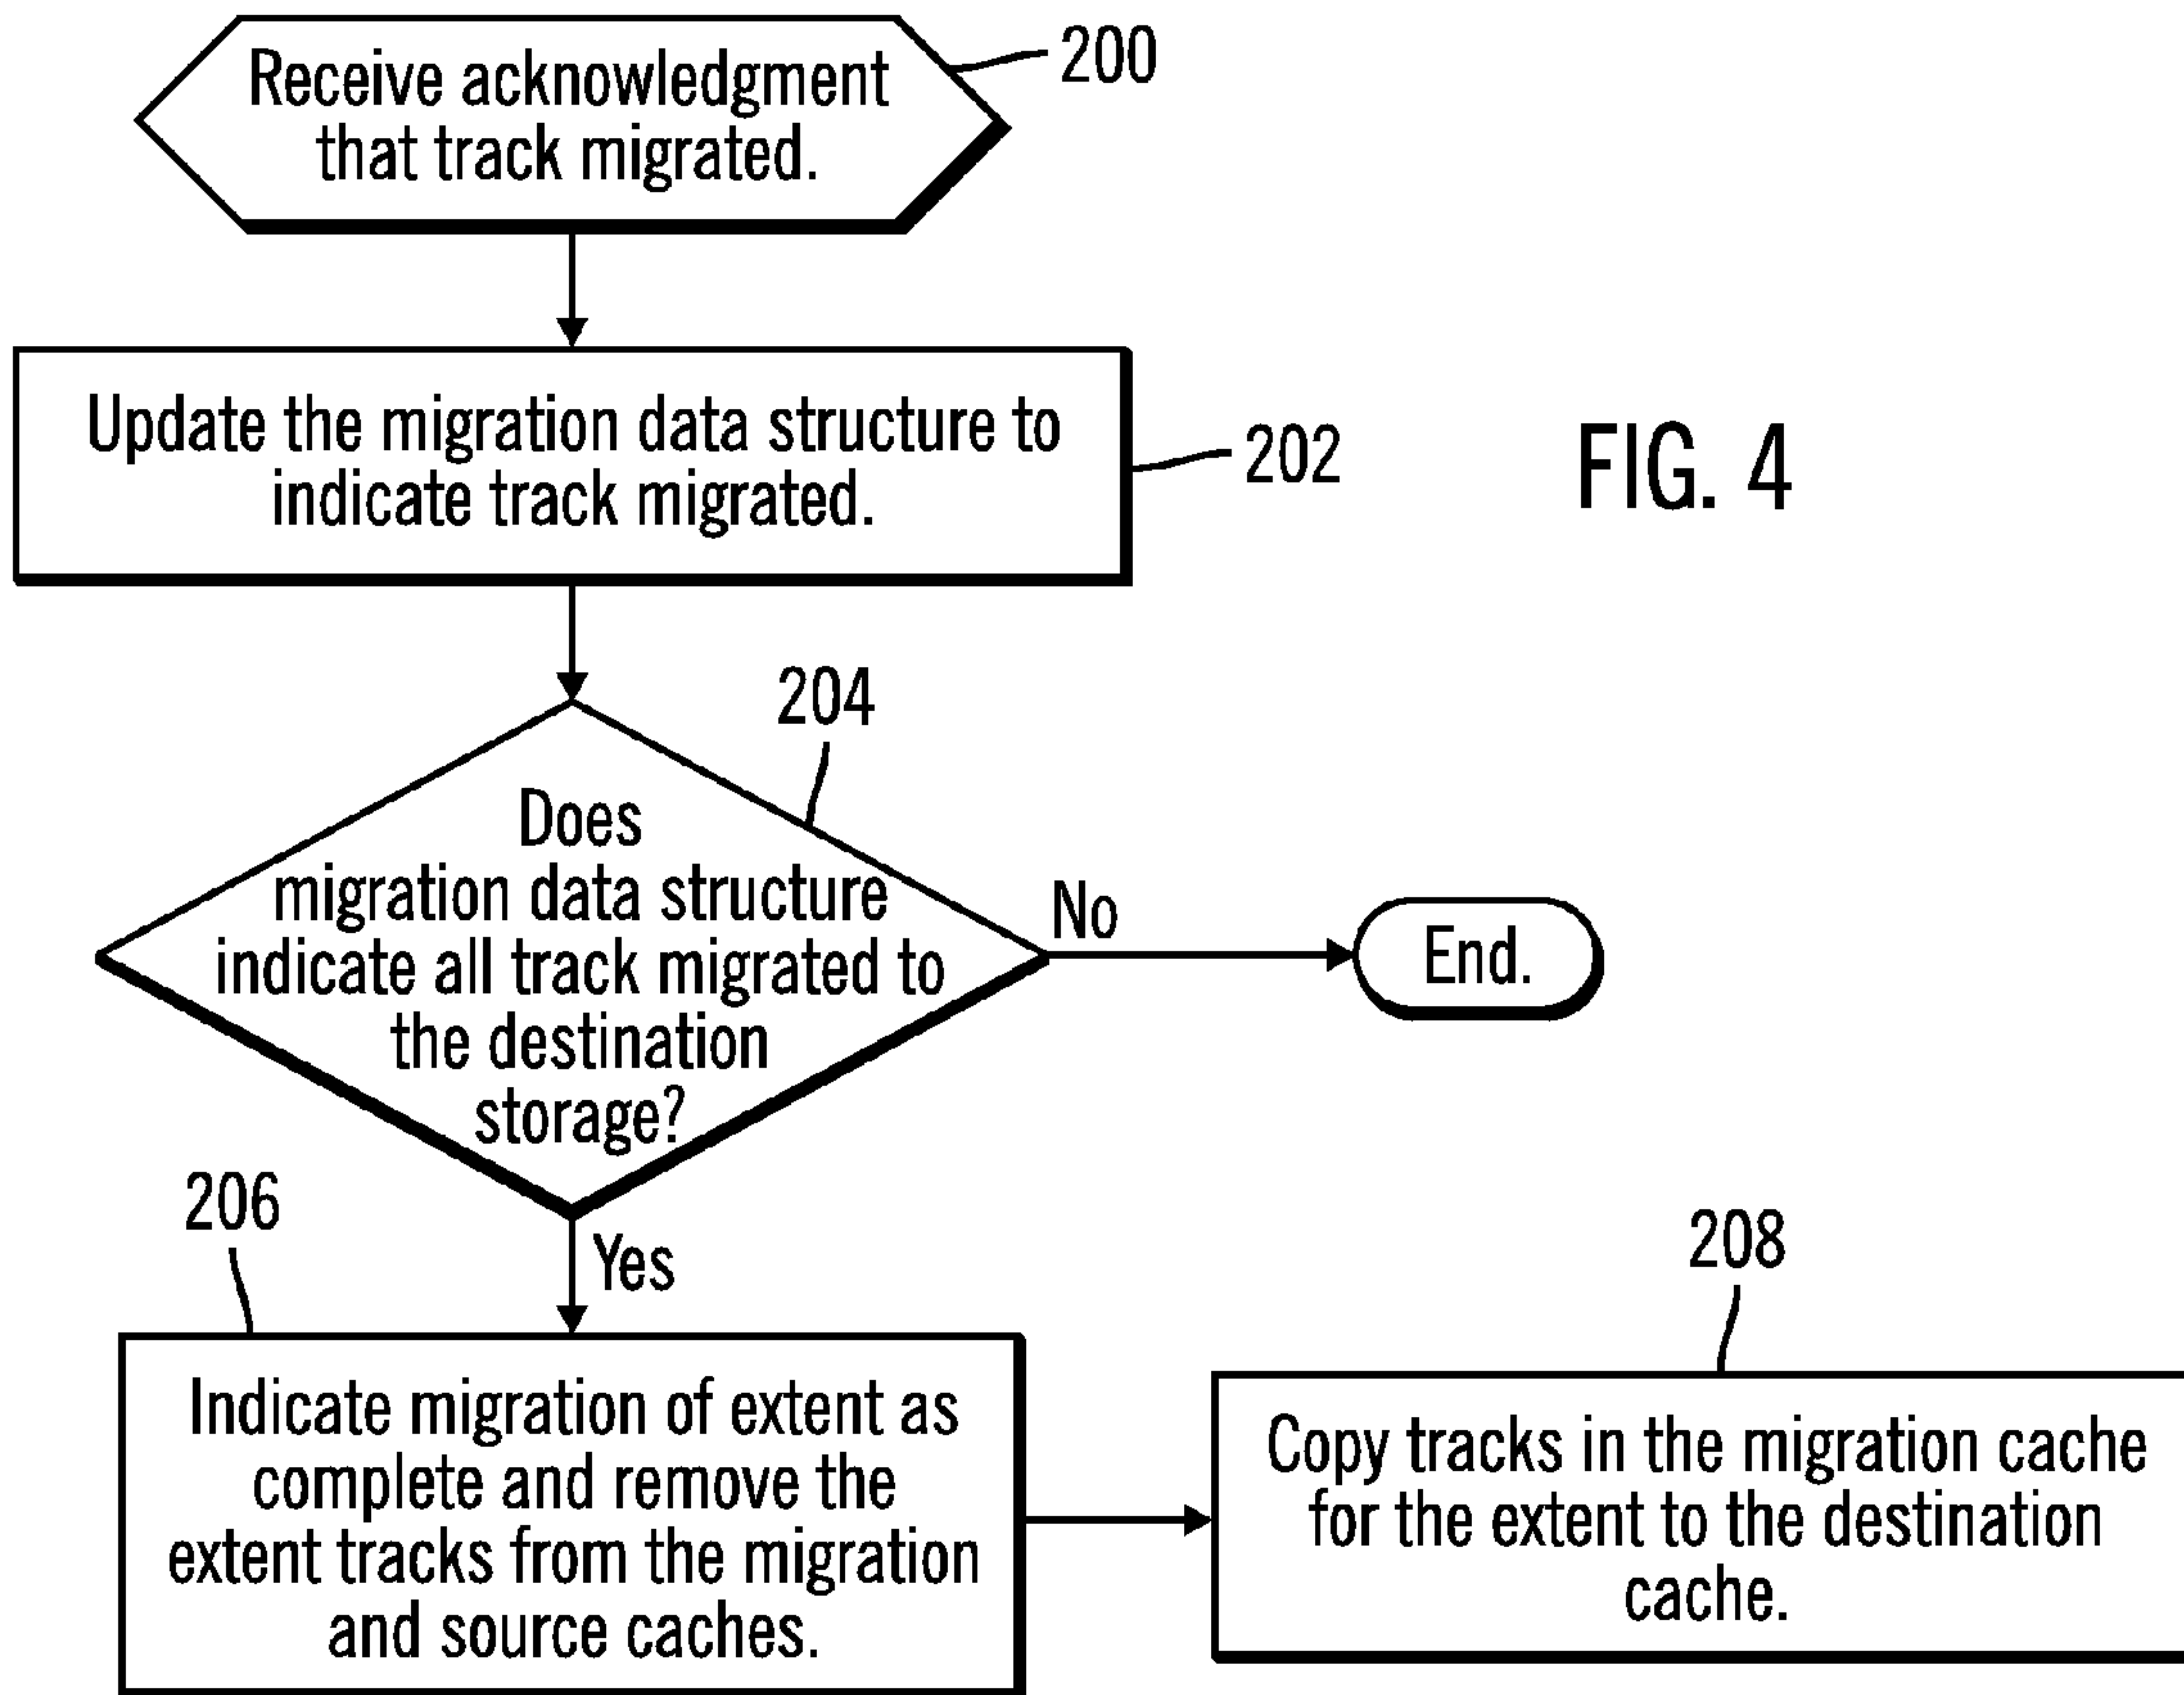 Receive acknowledgment
that track migrated.
200
Update the migration data structure to
indicate track migrated.
202
FIG. 4
204
Does
migration data structure
indicate all track migrated to
the destination
storage?
No
End.
Yes
206
Indicate migration of extent as
complete and remove the
extent tracks from the migration
and source caches.
208
Copy tracks in the migration cache
for the extent to the destination
cache.